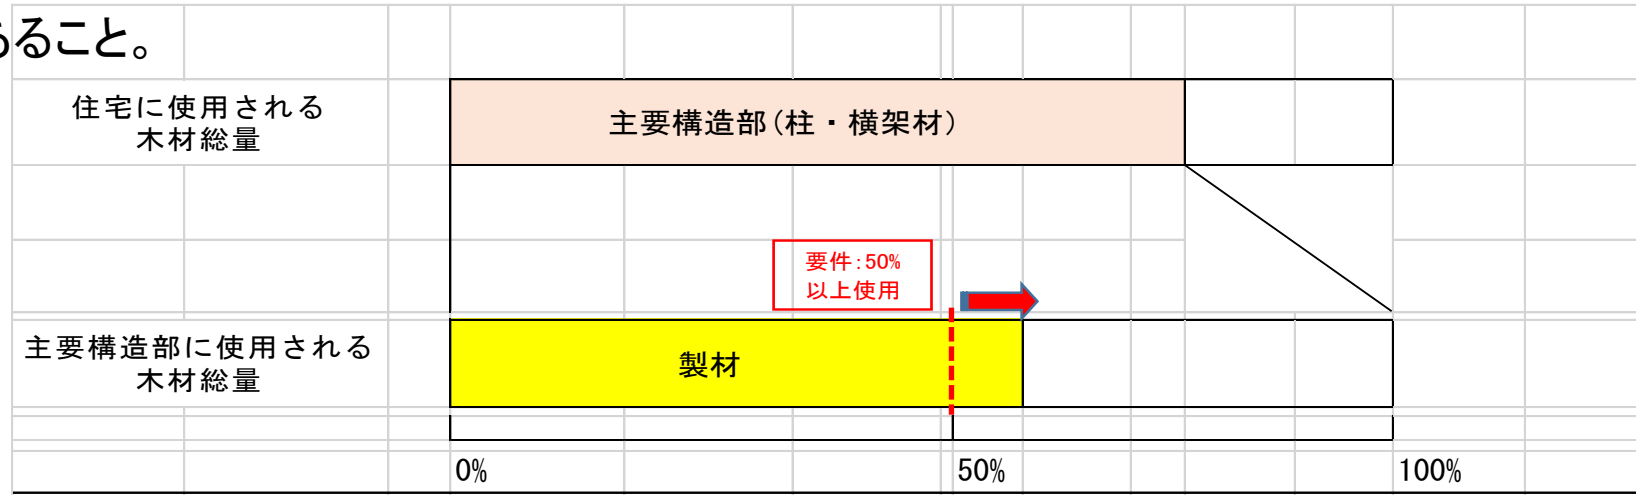 ること。
住宅に使用される
木材総量
主要構造部(柱・横架材)
要件:50%
以上使用
主要構造部に使用される
木材総量
製材
0%
50%
100%